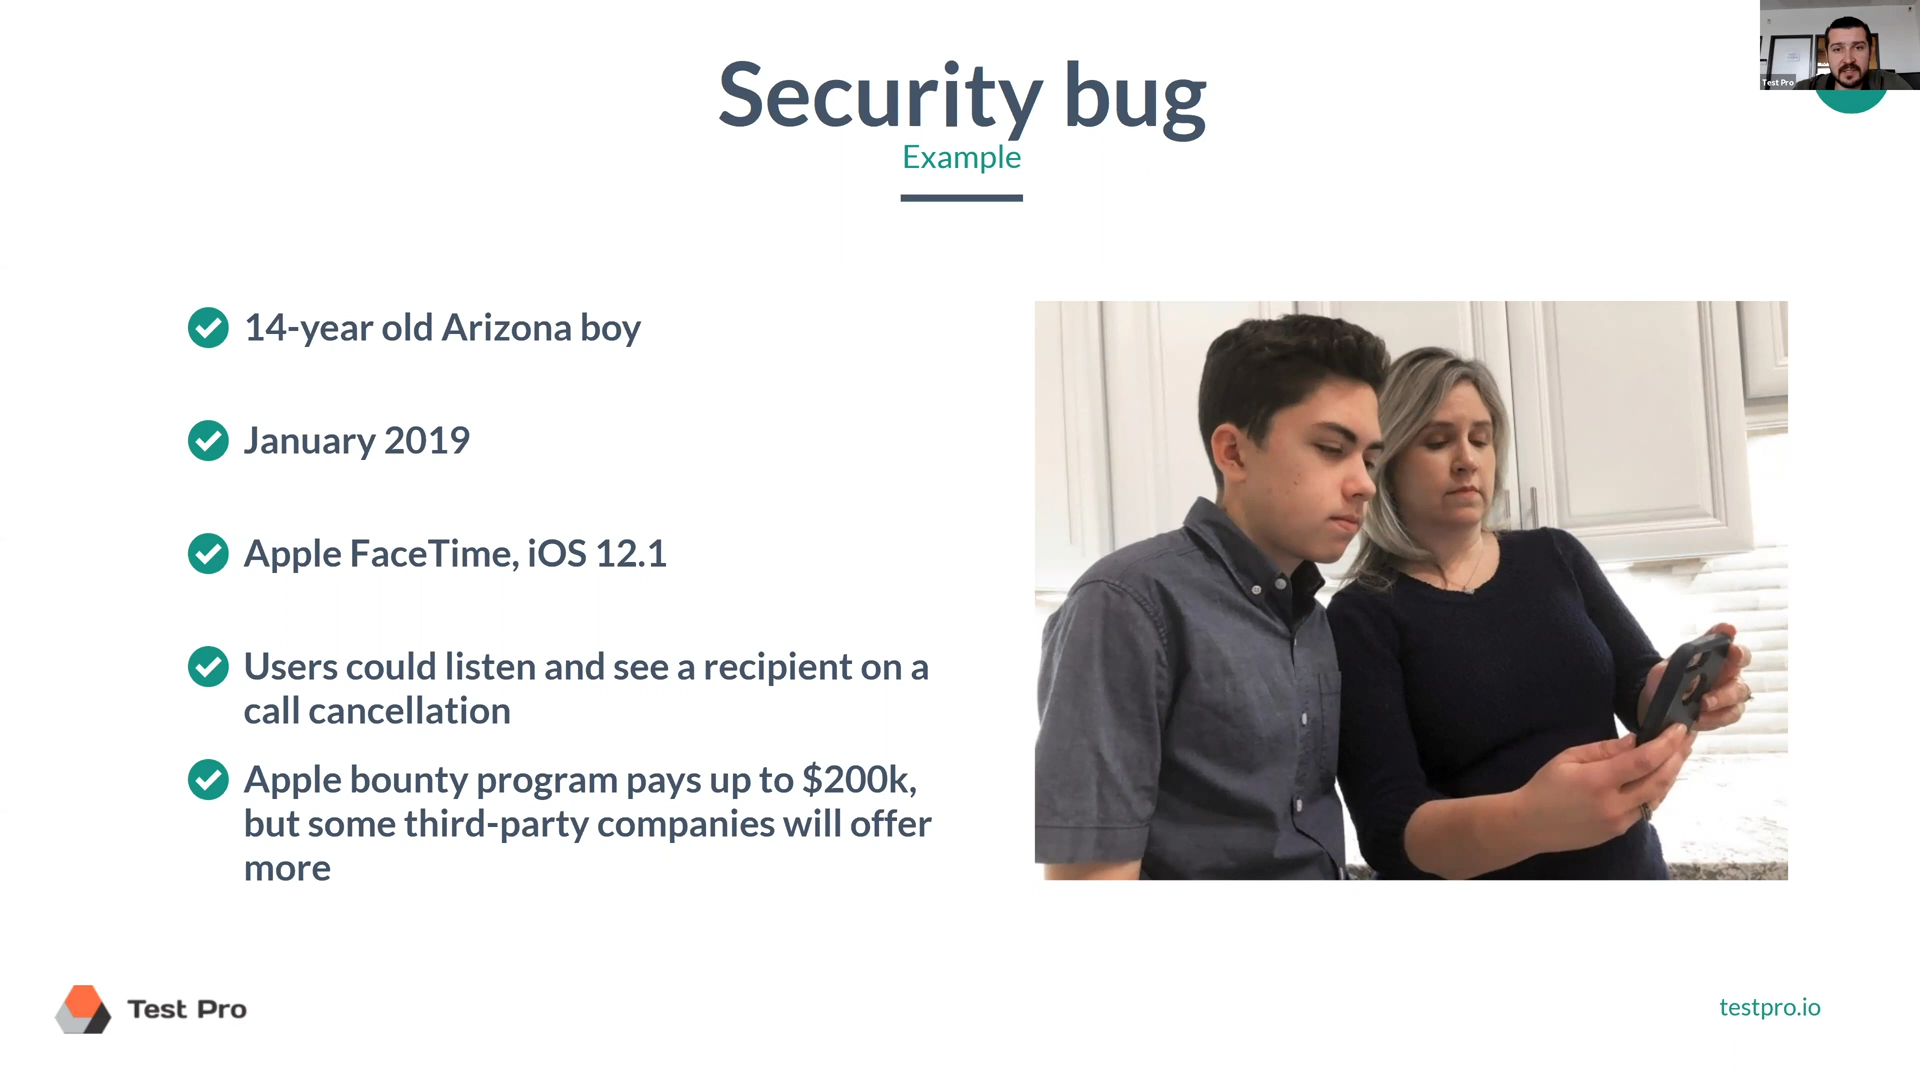 Security bug
Example
Test Pro
14-year old Arizona boy
January 2019
Apple FaceTime, iOS 12.1
Users could listen and see a recipient on a
call cancellation
Apple bounty program pays up to $200k,
but some third-party companies will offer
more
Test Pro
testpro.io